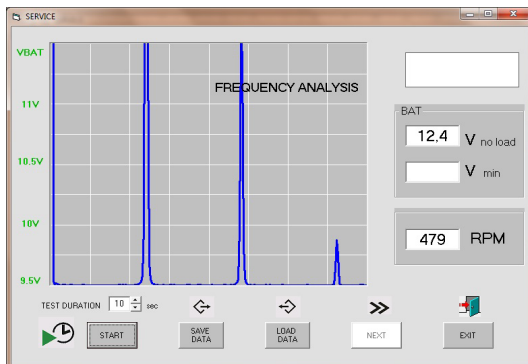 SERVICE
VBAT
FREQUENCY ANALYSIS
11V
10.5V
10V
9.5V
BAT
12,4 V no load
V min
479 RPM
TEST DURATION 10 sec
START
SAVE DATA
LOAD DATA
NEXT
EXIT